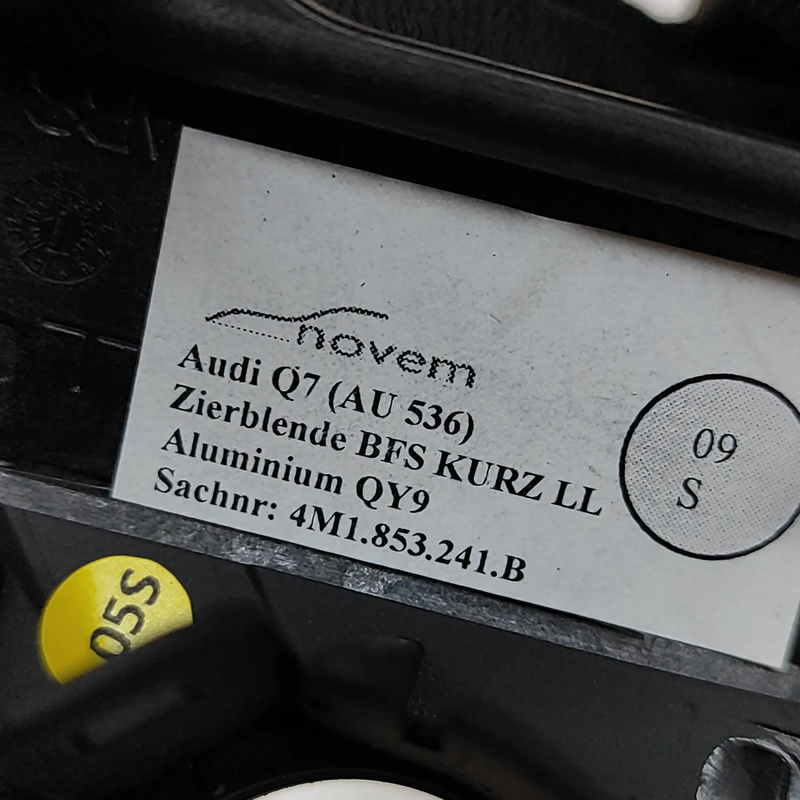 novem
Audi Q7 (AU 536)
Zierblende BFS KURZ LL
Aluminium QY9
Sachnr: 4M1.853.241.B
09
S
05S